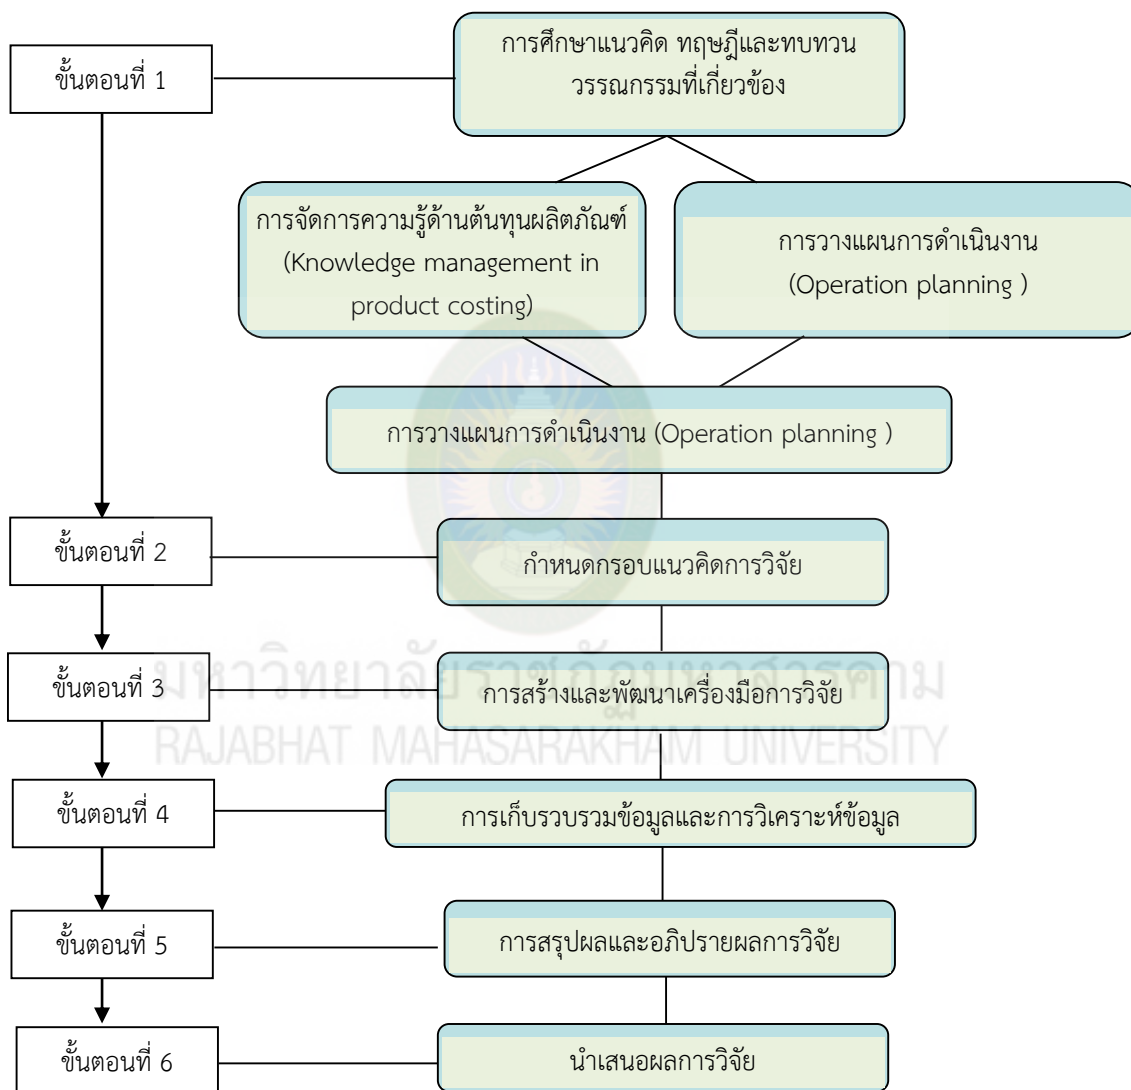 ขั้นตอนที่ 1
การศึกษาแนวคิด ทฤษฎีและทบทวน
วรรณกรรมที่เกี่ยวข้อง
การจัดการความรู้ด้านต้นทุนผลิตภัณฑ์
(Knowledge management in
product costing)
การวางแผนการดำเนินงาน
(Operation planning )
การวางแผนการดำเนินงาน (Operation planning )
ขั้นตอนที่ 2
กำหนดกรอบแนวคิดการวิจัย
ขั้นตอนที่ 3
การสร้างและพัฒนาเครื่องมือการวิจัย
มหาวิทยาลัยราชภัฏมหาสารคาม
RAJABHAT MAHASARAKHAM UNIVERSITY
ขั้นตอนที่ 4
การเก็บรวบรวมข้อมูลและการวิเคราะห์ข้อมูล
ขั้นตอนที่ 5
การสรุปผลและอภิปรายผลการวิจัย
ขั้นตอนที่ 6
นำเสนอผลการวิจัย